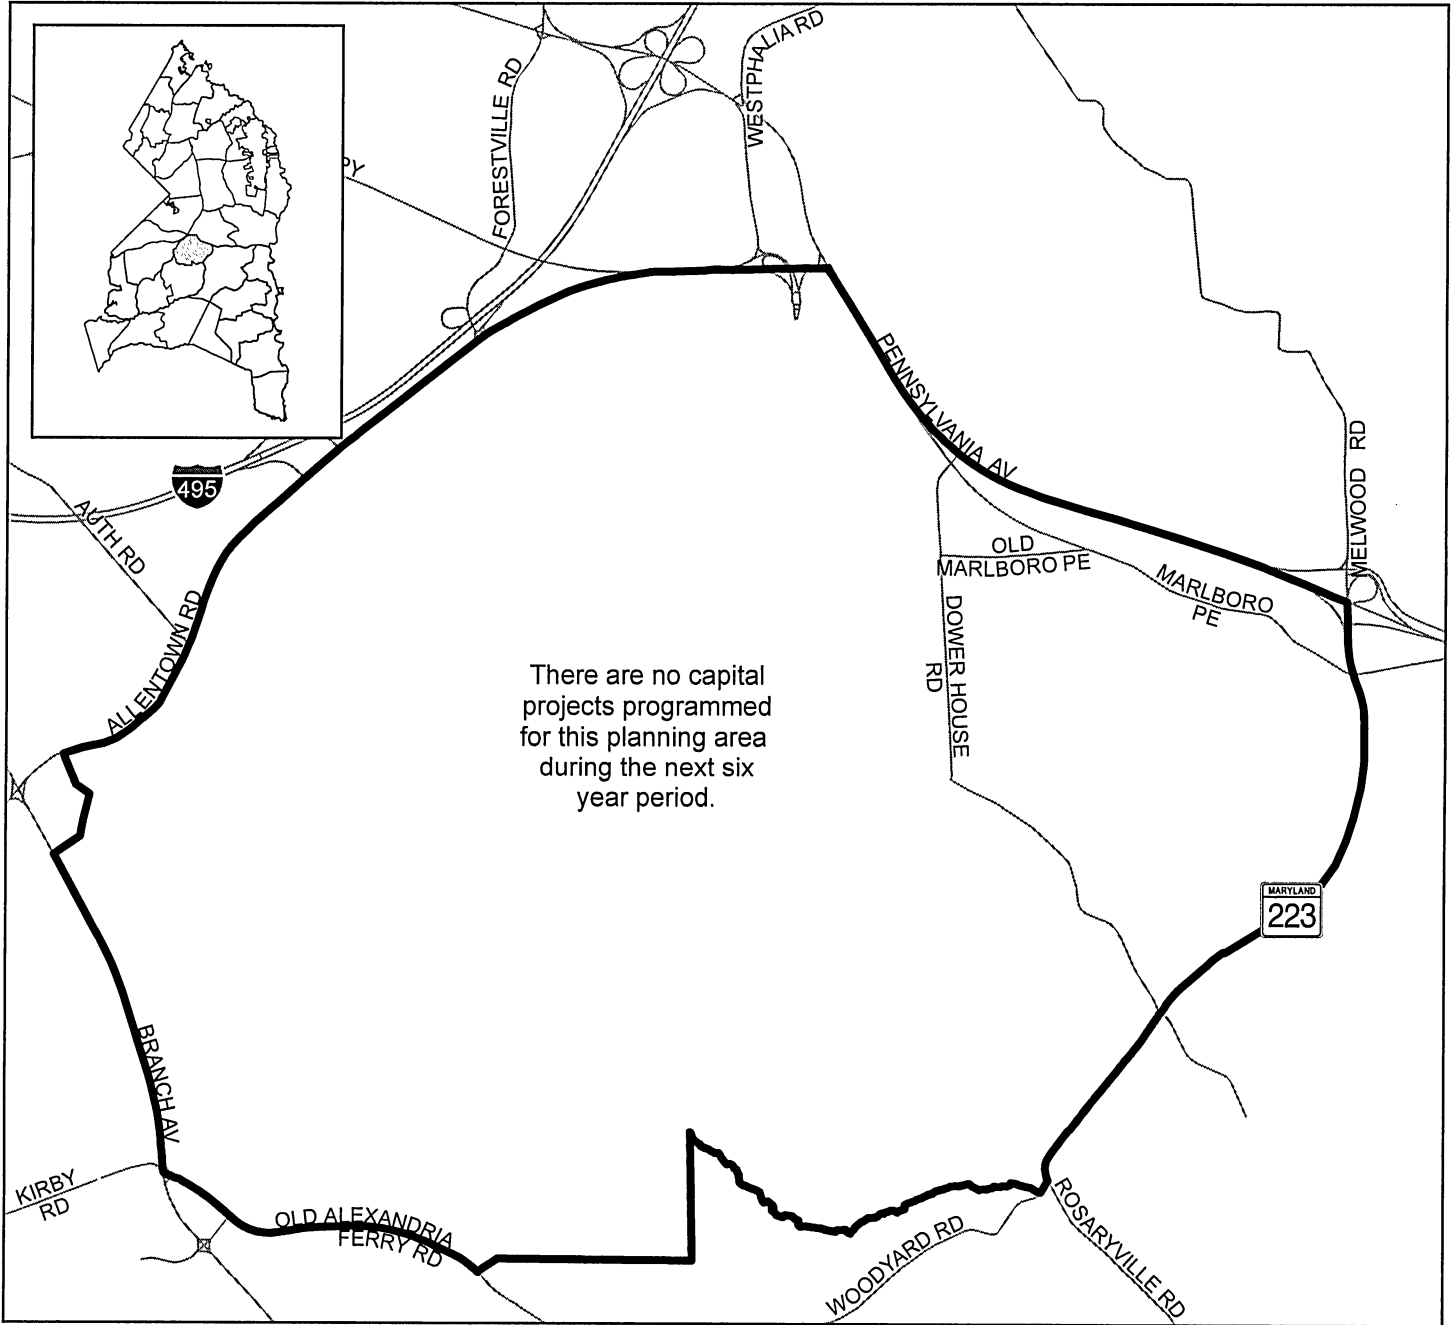 WESTPHALIA RD
FORESTVILLE RD
PY
PENNSYLVANIA AV
MELWOOD RD
495
AUTH RD
OLD
MARLBORO PE
MARLBORO
PE
ALLENTOWN RD
DOWER HOUSE
RD
There are no capital
projects programmed
for this planning area
during the next six
year period.
MARYLAND
223
BRANCH AV
KIRBY
RD
OLD ALEXANDRIA
FERRY RD
WOODYARD RD
ROSARYVILLE RD